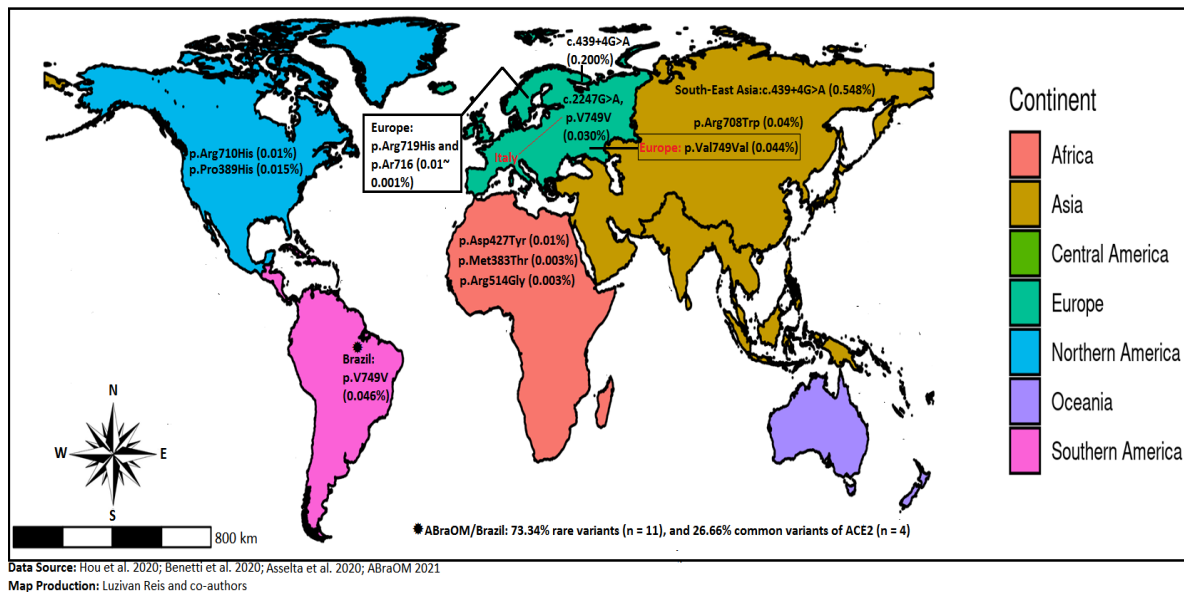 c.439+4G>A
(0.200%)
South-East Asia:c.439+4G>A (0.548%)
c.2247G>A,
p.V749V
(0.030%)
p.Arg708Trp (0.04%)
Europe: p.Val749Val (0.044%)
Italy
Europe:
p.Arg719His and
p.Ar716 (0.01~
0.001%)
p.Arg710His (0.01%)
p.Pro389His (0.015%)
p.Asp427Tyr (0.01%)
p.Met383Thr (0.003%)
p.Arg514Gly (0.003%)
Brazil:
p.V749V
(0.046%)
Continent
Africa
Asia
Central America
Europe
Northern America
Oceania
Southern America
N
W
E
S
800 km
ABraOM/Brazil: 73.34% rare variants (n = 11), and 26.66% common variants of ACE2 (n = 4)
Data Source: Hou et al. 2020; Benetti et al. 2020; Asselta et al. 2020; ABraOM 2021
Map Production: Luzivan Reis and co-authors